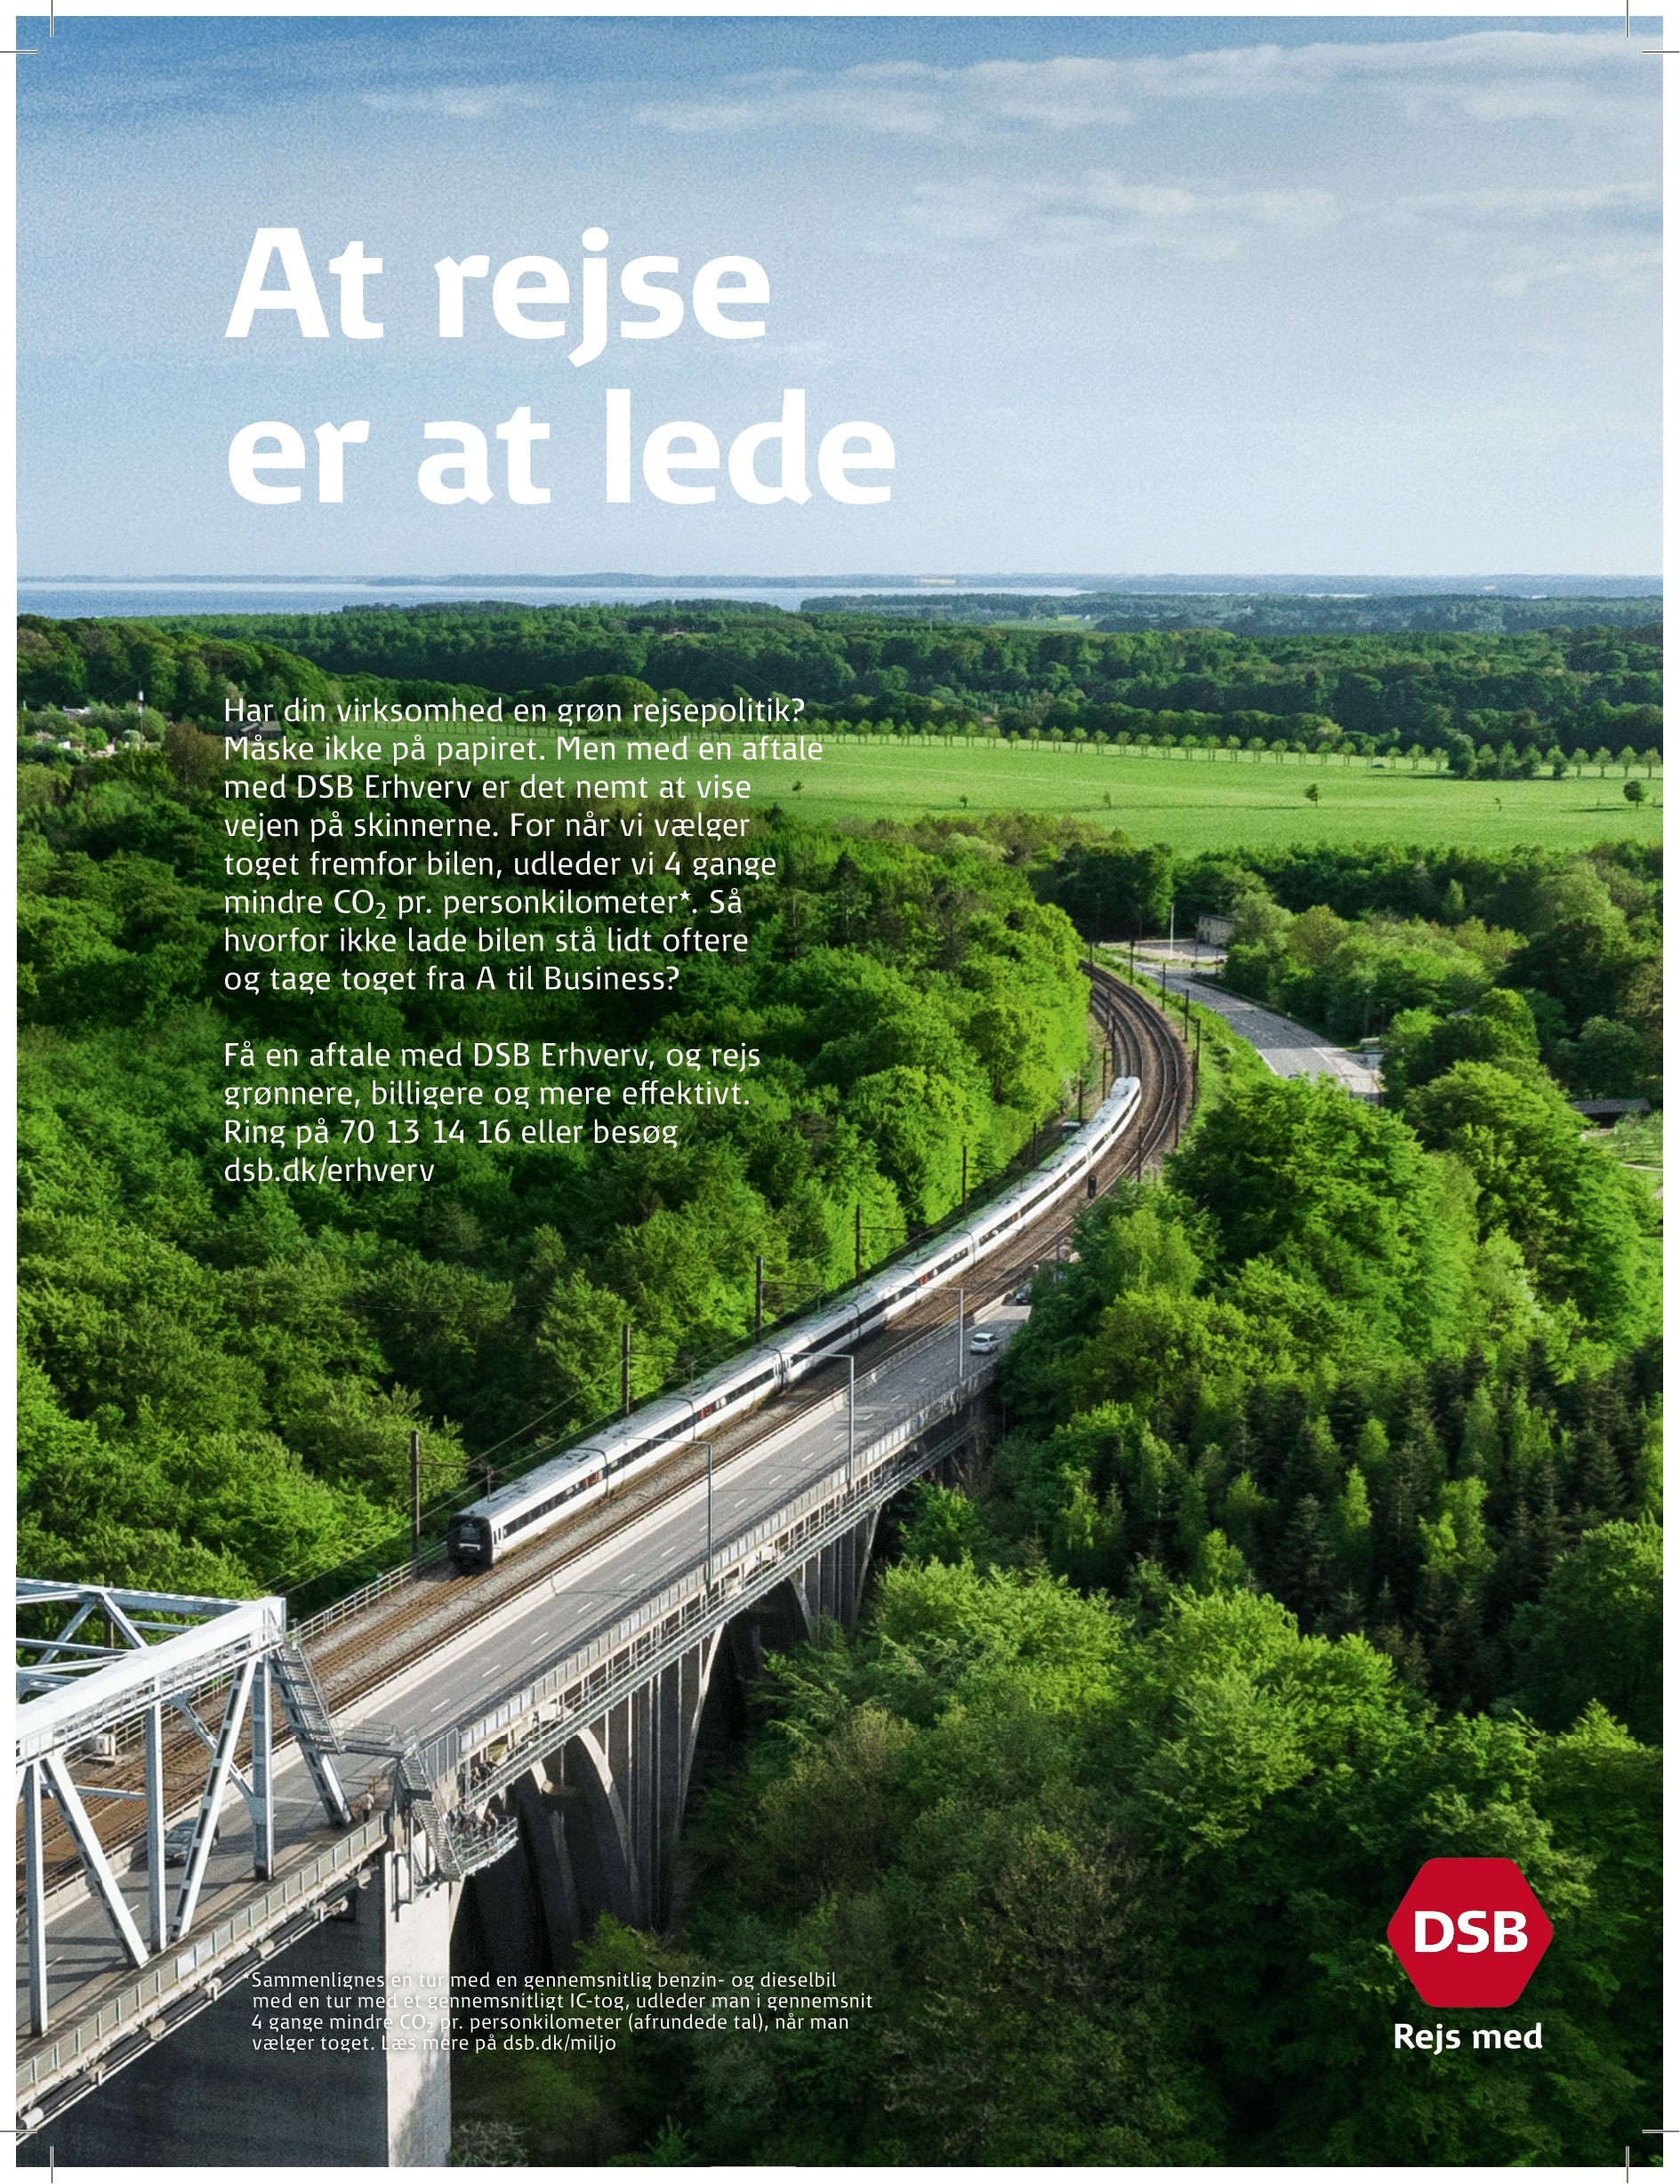 At rejse
er at lede
Har din virksomhed en grøn rejsepolitik?
Måske ikke på papiret. Men med en aftale
med DSB Erhverv er det nemt at vise
vejen på skinnerne. For når vi vælger
toget fremfor bilen, udleder vi 4 gange
mindre CO₂ pr. personkilometer*. Så
hvorfor ikke lade bilen stå lidt oftere
og tage toget fra A til Business?
Få en aftale med DSB Erhverv, og rejs
grønnere, billigere og mere effektivt.
Ring på 70 13 14 16 eller besøg
dsb.dk/erhverv
*Sammenlignes en tur med en gennemsnitlig benzin- og dieselbil
med en tur med et gennemsnitligt IC-tog, udleder man i gennemsnit
4 gange mindre CO₂ pr. personkilometer (afrundede tal), når man
vælger toget. Læs mere på dsb.dk/miljo
DSB
Rejs med